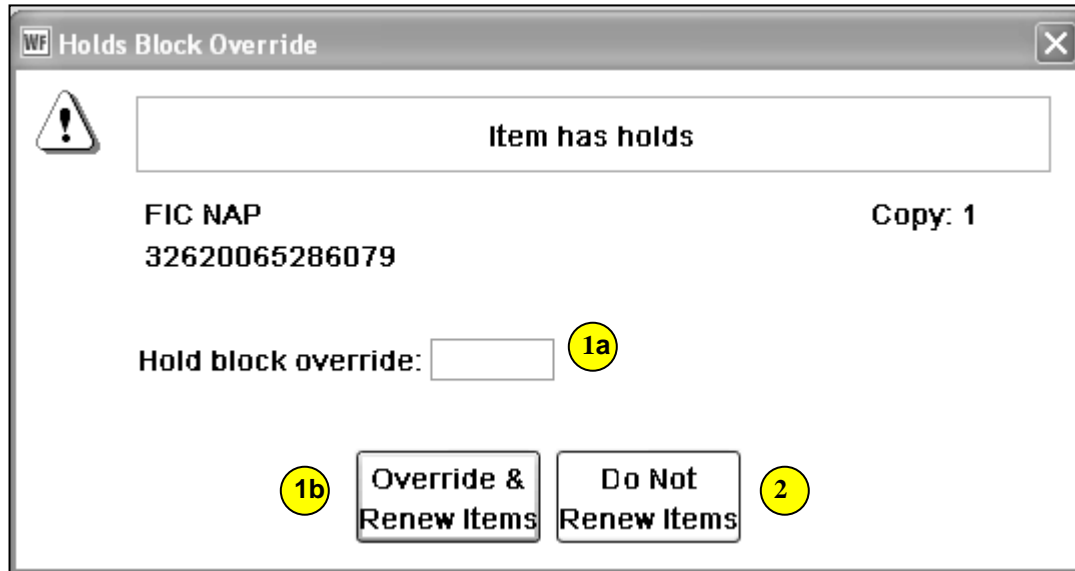 WF Holds Block Override
Item has holds
FIC NAP Copy: 1
32620065286079
Hold block override: 1a
1b Override & Renew Items Do Not Renew Items 2